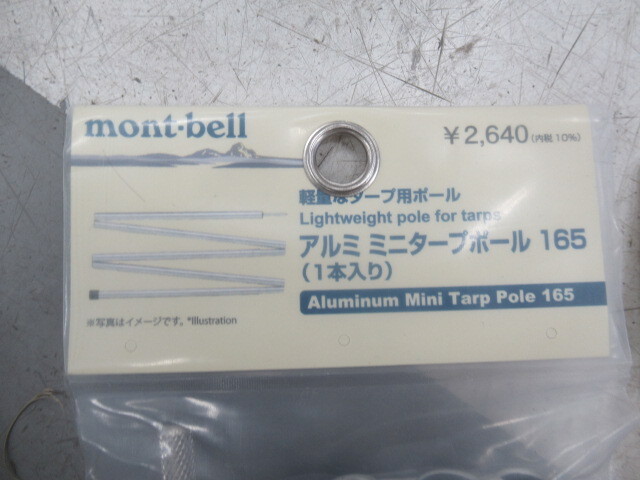 mont-bell
¥2,640(内税10%)
軽量なタープ用ポール
Lightweight pole for tarps
アルミ ミニタープポール 165
(1本入り)
Aluminum Mini Tarp Pole 165
※写真はイメージです。*Illustration